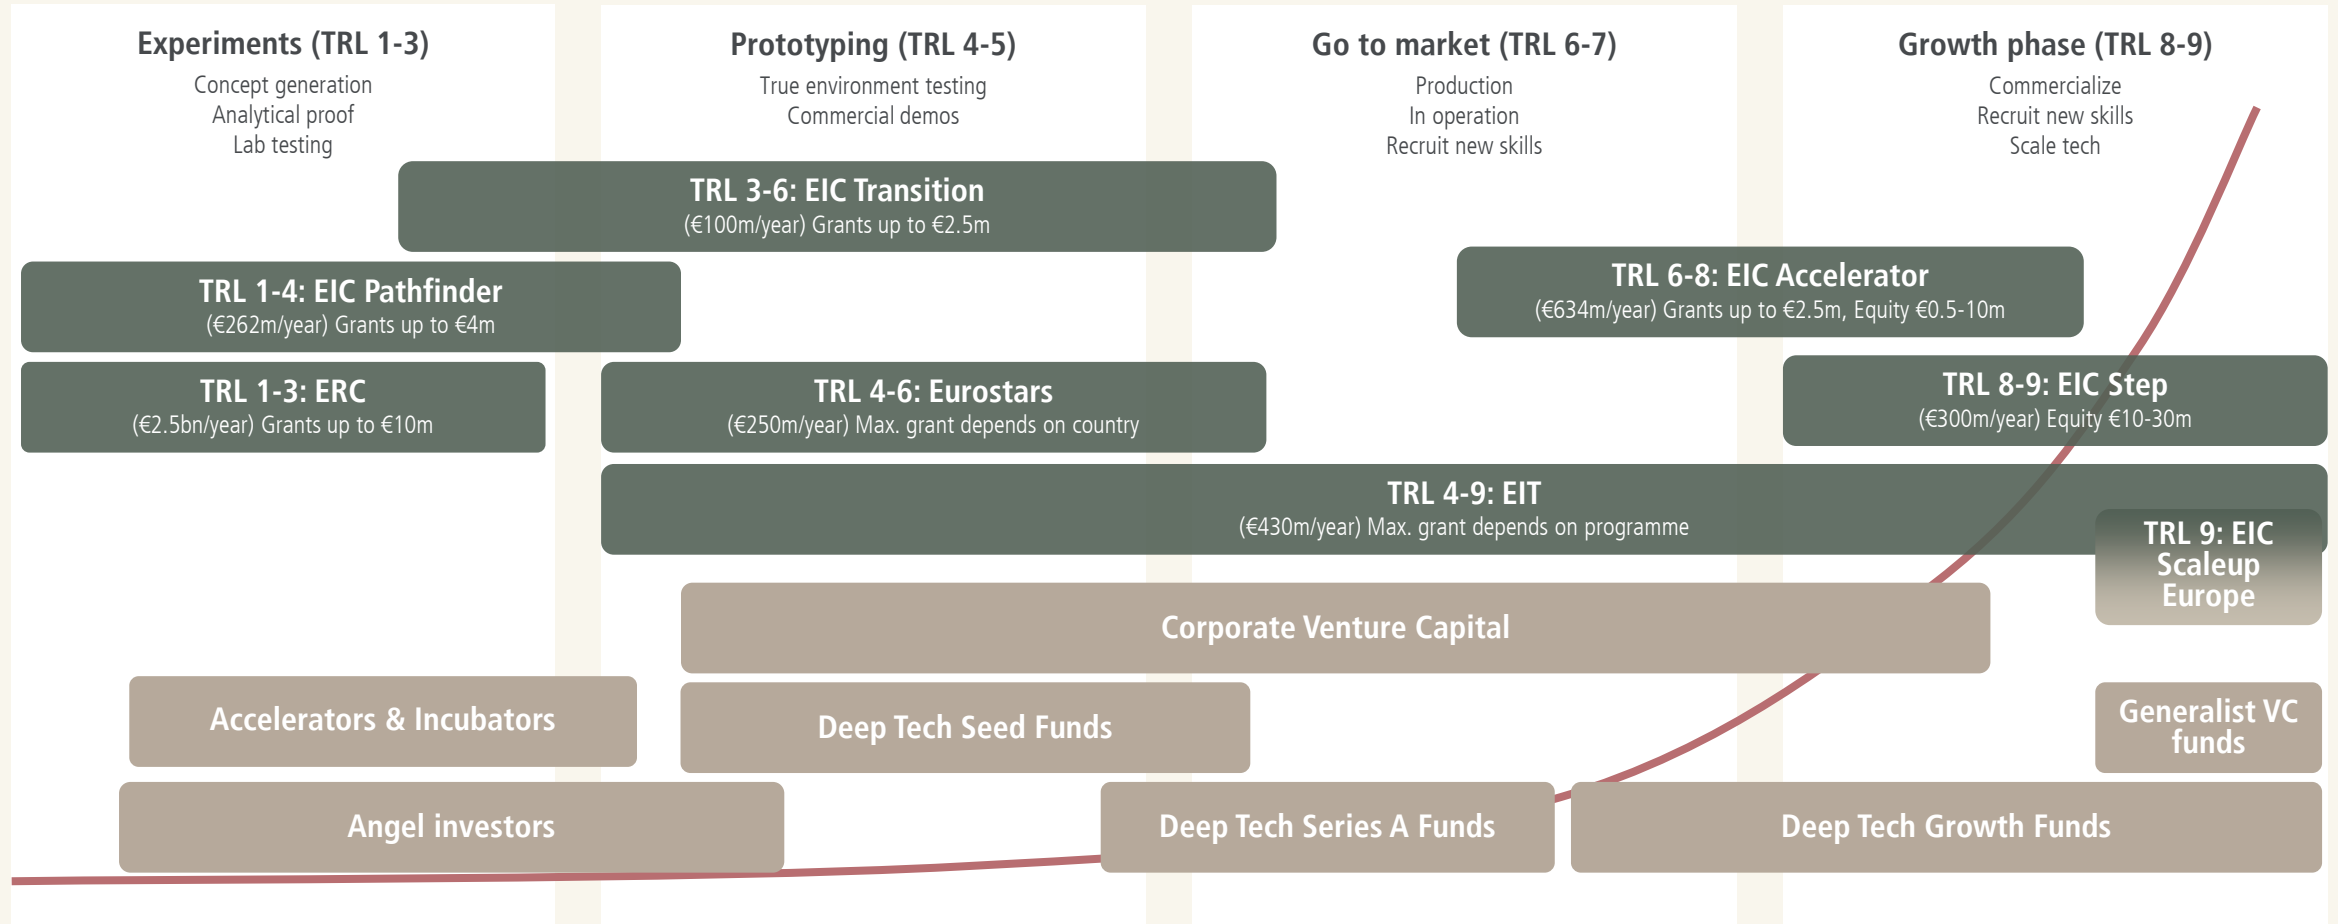 Experiments (TRL 1-3)
Concept generation
Analytical proof
Lab testing
Prototyping (TRL 4-5)
True environment testing
Commercial demos
Go to market (TRL 6-7)
Production
In operation
Recruit new skills
Growth phase (TRL 8-9)
Commercialize
Recruit new skills
Scale tech
TRL 3-6: EIC Transition
(€100m/year) Grants up to €2.5m
TRL 1-4: EIC Pathfinder
(€262m/year) Grants up to €4m
TRL 6-8: EIC Accelerator
(€634m/year) Grants up to €2.5m, Equity €0.5-10m
TRL 1-3: ERC
(€2.5bn/year) Grants up to €10m
TRL 4-6: Eurostars
(€250m/year) Max. grant depends on country
TRL 8-9: EIC Step
(€300m/year) Equity €10-30m
TRL 4-9: EIT
(€430m/year) Max. grant depends on programme
TRL 9: EIC
Scaleup
Europe
Corporate Venture Capital
Accelerators & Incubators
Deep Tech Seed Funds
Generalist VC
funds
Angel investors
Deep Tech Series A Funds
Deep Tech Growth Funds